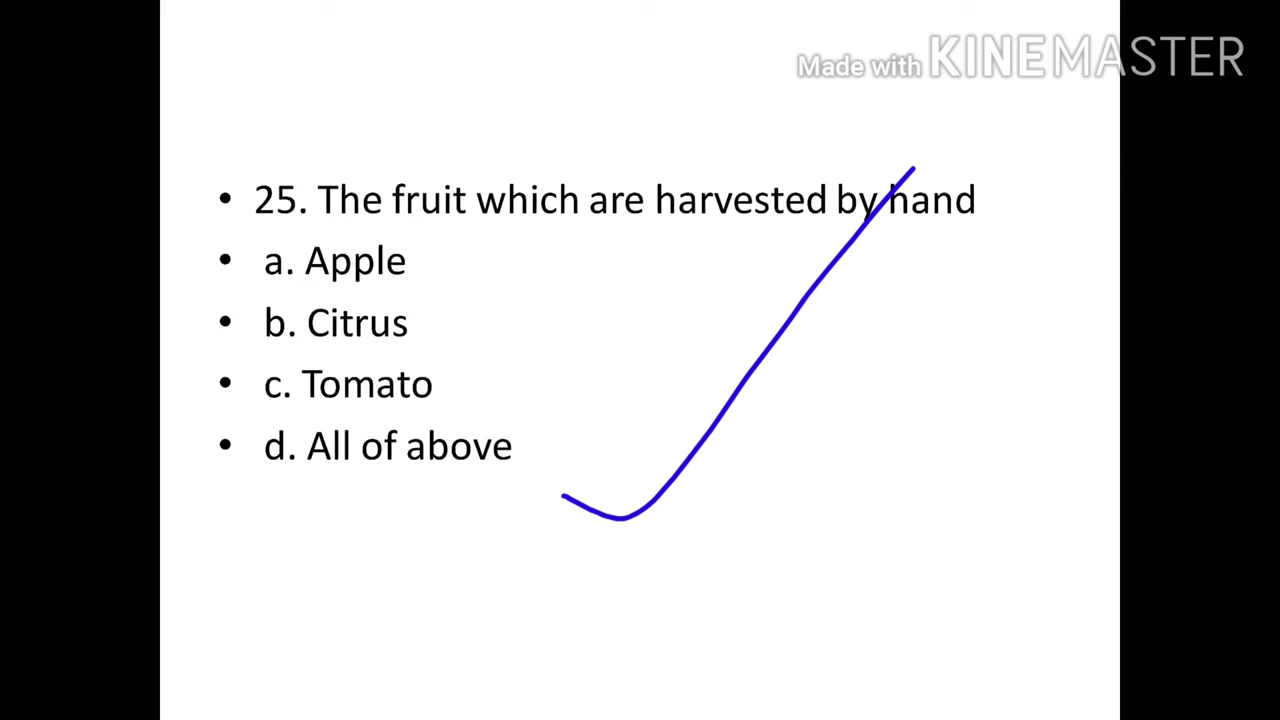 Made with KINEMASTER
• 25. The fruit which are harvested by hand
• a. Apple
• b. Citrus
• c. Tomato
• d. All of above